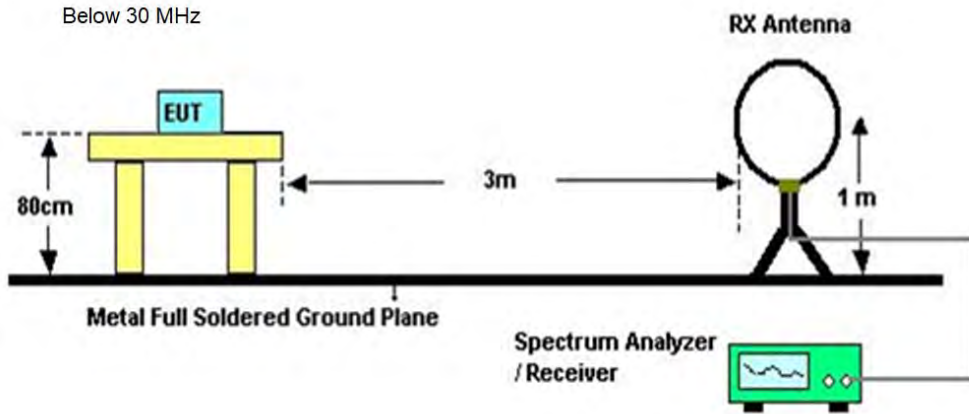 Below 30 MHz
RX Antenna
EUT
3m
80cm
1 m
Metal Full Soldered Ground Plane
Spectrum Analyzer
/ Receiver